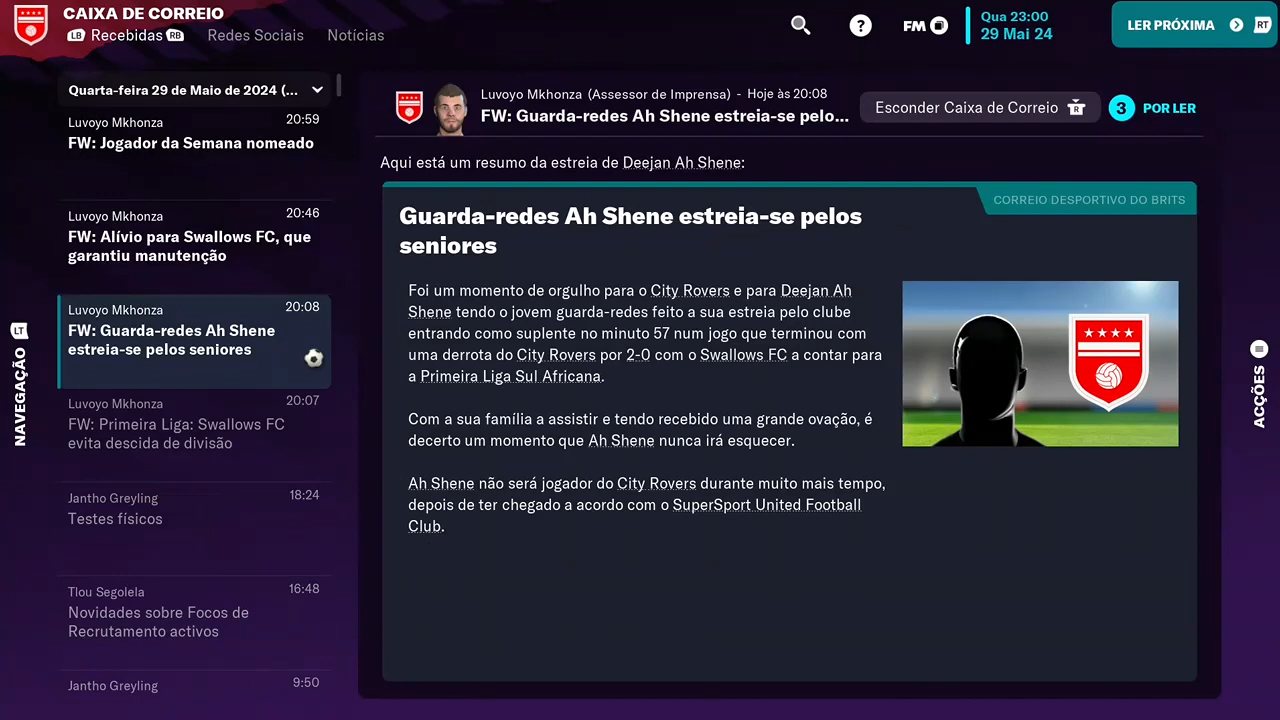 CAIXA DE CORREIO
LB Recebidas RB Redes Sociais Notícias
FM
Qua 23:00
29 Mai 24
LER PRÓXIMA RT
Quarta-feira 29 de Maio de 2024 (...
Luvoyo Mkhonza 20:59
FW: Jogador da Semana nomeado
Luvoyo Mkhonza 20:46
FW: Alívio para Swallows FC, que
garantiu manutenção
Luvoyo Mkhonza 20:08
FW: Guarda-redes Ah Shene
estreia-se pelos seniores
Luvoyo Mkhonza 20:07
FW: Primeira Liga: Swallows FC
evita descida de divisão
Jantho Greyling 18:24
Testes físicos
Tlou Segolela 16:48
Novidades sobre Focos de
Recrutamento activos
Jantho Greyling 9:50
LT
NAVEGAÇÃO
Luvoyo Mkhonza (Assessor de Imprensa) - Hoje às 20:08
FW: Guarda-redes Ah Shene estreia-se pelo...
Esconder Caixa de Correio R
3 POR LER
Aqui está um resumo da estreia de Deejan Ah Shene:
CORREIO DESPORTIVO DO BRITS
Guarda-redes Ah Shene estreia-se pelos
seniores
Foi um momento de orgulho para o City Rovers e para Deejan Ah
Shene tendo o jovem guarda-redes feito a sua estreia pelo clube
entrando como suplente no minuto 57 num jogo que terminou com
uma derrota do City Rovers por 2-0 com o Swallows FC a contar para
a Primeira Liga Sul Africana.
Com a sua família a assistir e tendo recebido uma grande ovação, é
decerto um momento que Ah Shene nunca irá esquecer.
Ah Shene não será jogador do City Rovers durante muito mais tempo,
depois de ter chegado a acordo com o SuperSport United Football
Club.
ACÇÕES